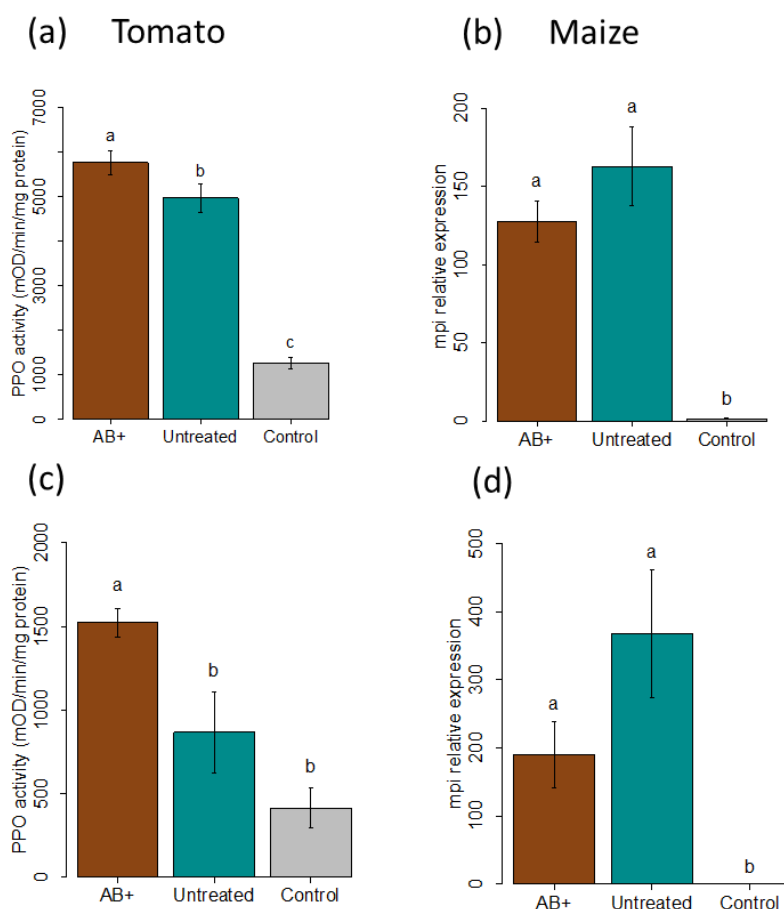 (a) Tomato
PPO activity (mOD/min/mg protein)
7000
5000
3000
1000
0
a
b
c
AB+ Untreated Control
(b) Maize
mpi relative expression
200
150
100
50
0
a
a
b
AB+ Untreated Control
(c)
PPO activity (mOD/min/mg protein)
2000
1500
1000
500
0
a
b
b
AB+ Untreated Control
(d)
mpi relative expression
500
400
300
200
100
0
a
a
b
AB+ Untreated Control